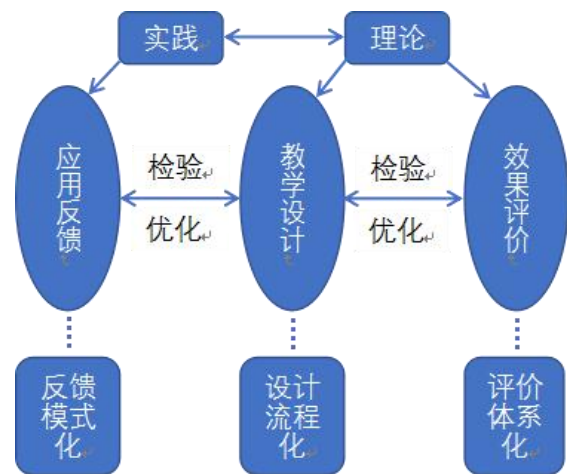 实践
理论
应用反馈
检验
优化
教学设计
检验
优化
效果评价
反馈
模式
化
设计
流程
化
评价
体系
化